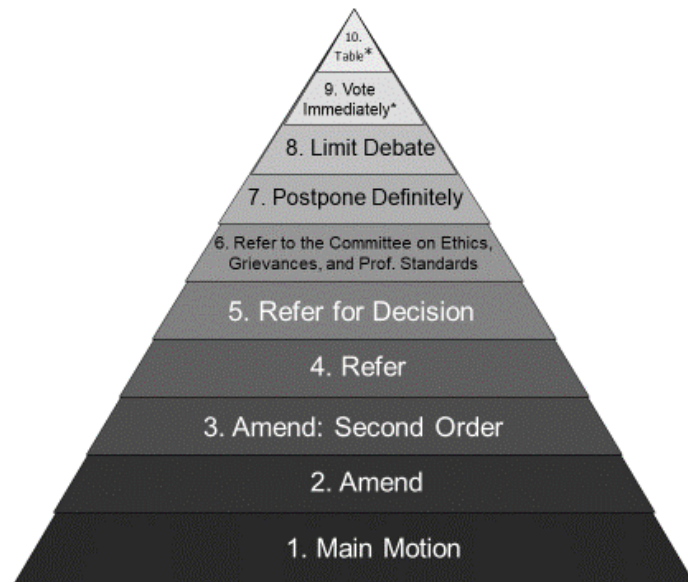 10.
Table*
9. Vote
Immediately*
8. Limit Debate
7. Postpone Definitely
6. Refer to the Committee on Ethics,
Grievances, and Prof. Standards
5. Refer for Decision
4. Refer
3. Amend: Second Order
2. Amend
1. Main Motion